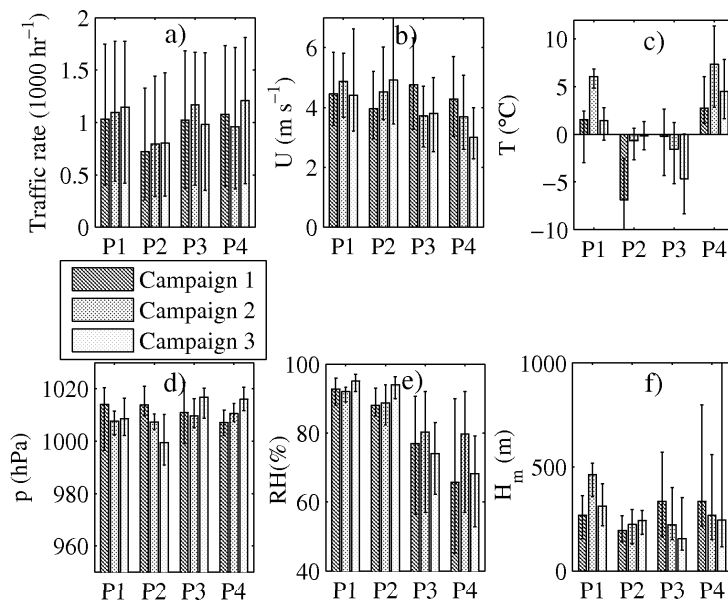 a)
Traffic rate (1000 hr⁻¹)
2
1.5
1
0.5
0
P1 P2 P3 P4
b)
U (m s⁻¹)
6
4
2
0
P1 P2 P3 P4
c)
T (°C)
10
5
0
−5
−10
P1 P2 P3 P4
Campaign 1
Campaign 2
Campaign 3
d)
p (hPa)
1020
1000
980
960
P1 P2 P3 P4
e)
RH(%)
100
80
60
40
P1 P2 P3 P4
f)
H_m (m)
1000
500
0
P1 P2 P3 P4